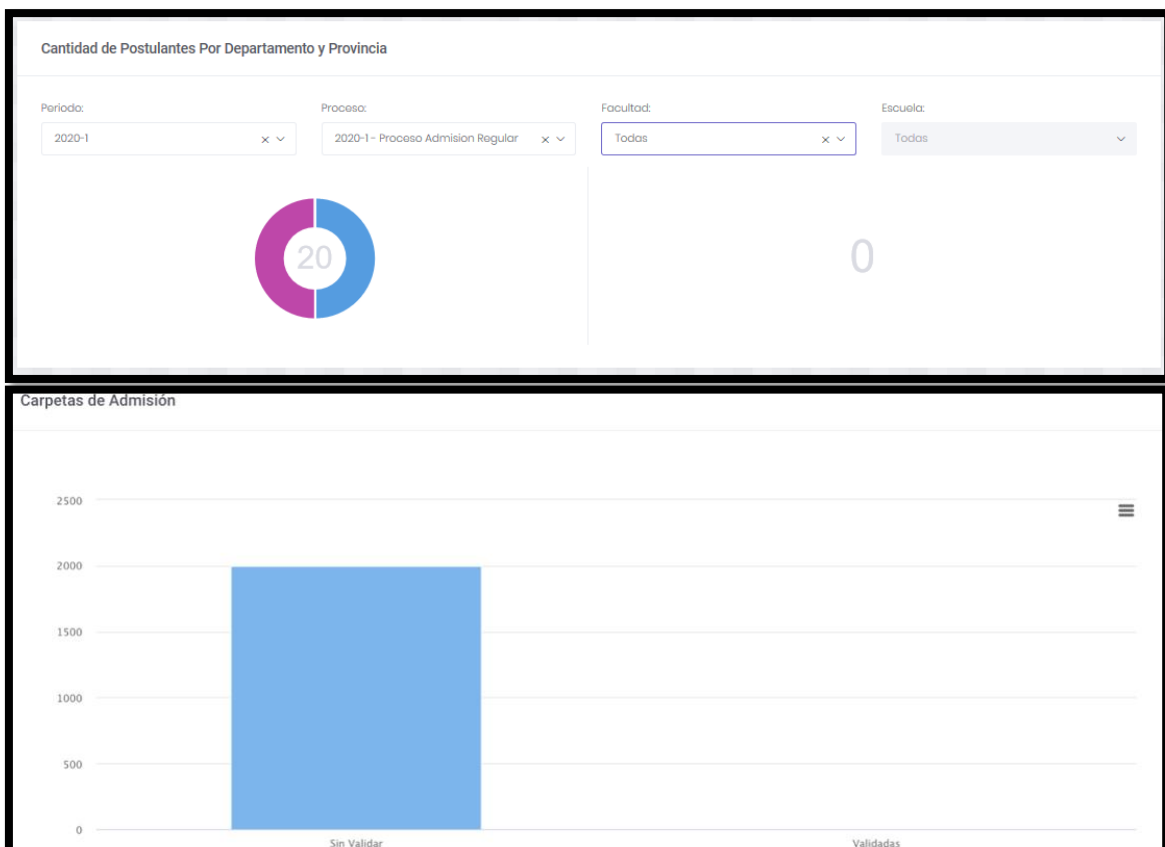 Cantidad de Postulantes Por Departamento y Provincia
Periodo: Proceso: Facultad: Escuela:
2020-1 2020-1 - Proceso Admision Regular Todas Todas
20 0
Carpetas de Admisión
2500
2000
1500
1000
500
0
Sin Validar Validadas